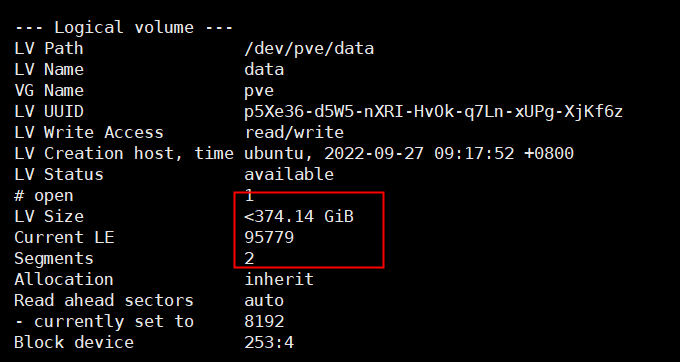 --- Logical volume ---
LV Path                /dev/pve/data
LV Name                data
VG Name                pve
LV UUID                p5Xe36-d5W5-nXRI-HvOk-q7Ln-xUPg-XjKf6z
LV Write Access        read/write
LV Creation host, time ubuntu, 2022-09-27 09:17:52 +0800
LV Status              available
# open                 1
LV Size                <374.14 GiB
Current LE             95779
Segments               2
Allocation             inherit
Read ahead sectors     auto
- currently set to     8192
Block device           253:4